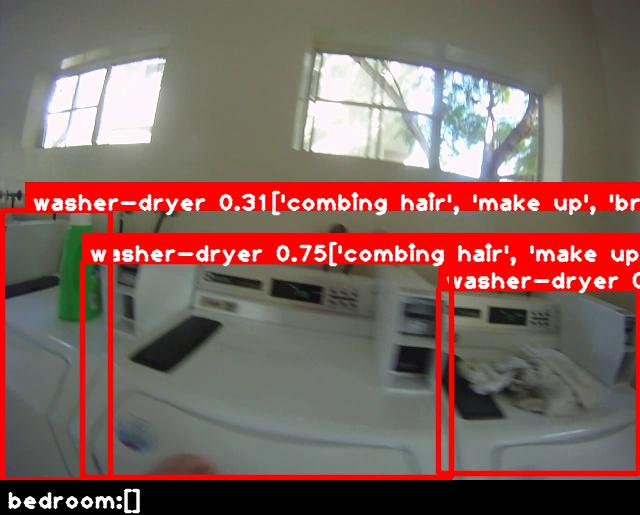 washer-dryer 0.31['combing hair', 'make up', 'br
washer-dryer 0.75['combing hair', 'make up
washer-dryer 0
bedroom:[]